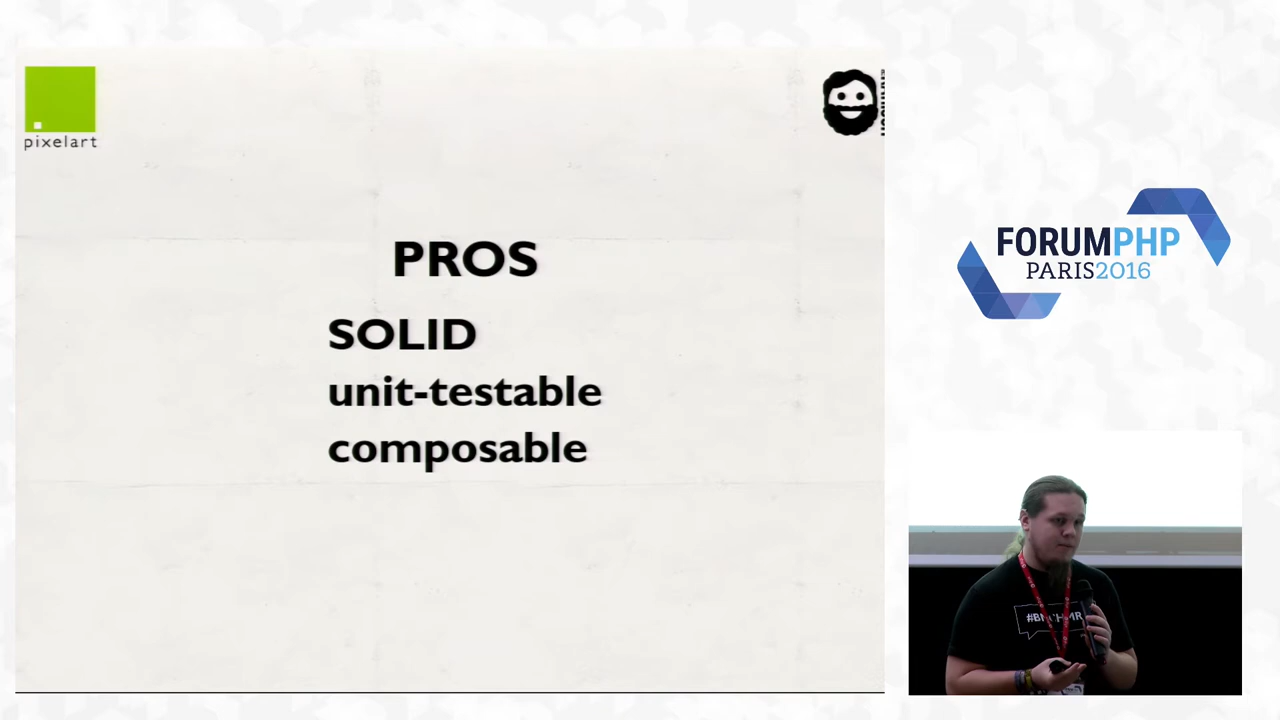 pixelart
PROS
SOLID
unit-testable
composable
FORUMPHP
PARIS2016